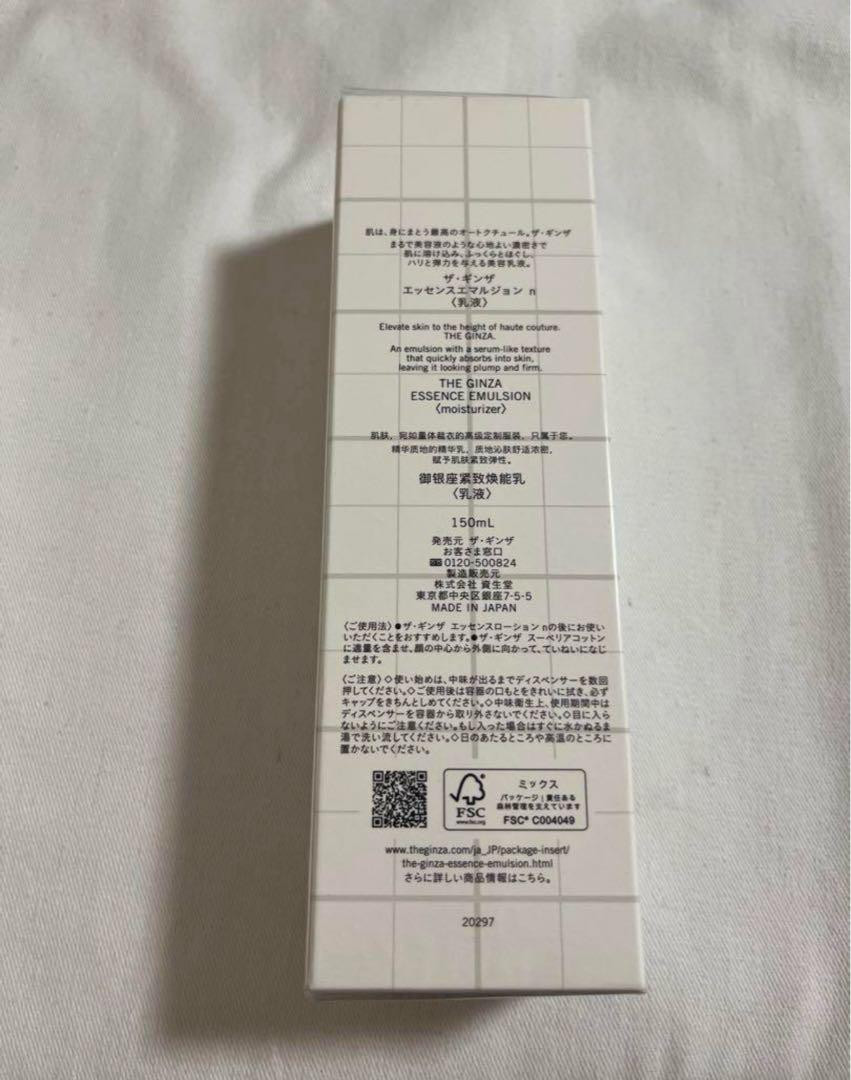 肌は、身にまとう最高のオートクチュール。ザ・ギンザ
まるで美容液のような心地よい濃密さで
肌に溶け込み、ふっくらとほぐし、
ハリと弾力を与える美容乳液。
ザ・ギンザ
エッセンスエマルジョン n
〈乳液〉
Elevate skin to the height of haute couture.
THE GINZA.
An emulsion with a serum-like texture
that quickly absorbs into skin,
leaving it looking plump and firm.
THE GINZA
ESSENCE EMULSION
〈moisturizer〉
肌肤，宛如量体裁衣的高级定制服装，只属于您。
精华质地的精华乳，质地沁肤舒适浓密，
赋予肌肤紧致弹性。
御银座紧致焕能乳
〈乳液〉
150mL
発売元 ザ・ギンザ
お客さま窓口
0120-500824
製造販売元
株式会社 資生堂
東京都中央区銀座7-5-5
MADE IN JAPAN
〈ご使用法〉●ザ・ギンザ エッセンスローション nの後にお使い
いただくことをおすすめします。●ザ・ギンザ スーペリアコットン
に適量を含ませ、顔の中心から外側に向かって、ていねいになじ
ませます。
〈ご注意〉◇使い始めは、中味が出るまでディスペンサーを数回
押してください。◇ご使用後は容器の口もとをきれいに拭き、必ず
キャップをきちんとしめてください。◇中味衛生上、使用期間中は
ディスペンサーを容器から取り外さないでください。◇目に入ら
ないようにご注意ください。もし入った場合はすぐに水かぬるま
湯で洗い流してください。◇日のあたるところや高温のところに
置かないでください。
FSC
www.fsc.org
ミックス
パッケージ｜責任ある
森林管理を支えています
FSC® C004049
www.theginza.com/ja_JP/package-insert/
the-ginza-essence-emulsion.html
さらに詳しい商品情報はこちら。
20297